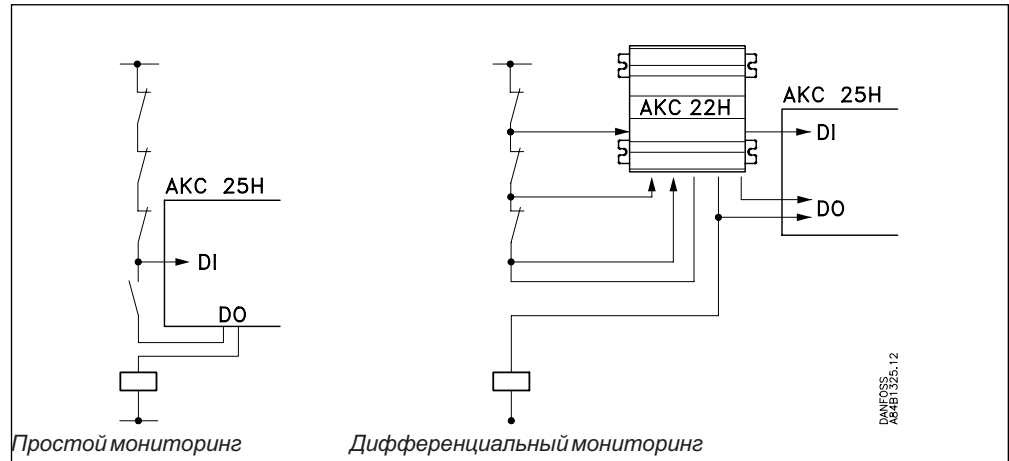 AKC 25H
DI
DO
Простой мониторинг
AKC 22H
AKC 25H
DI
DO
Дифференциальный мониторинг
DANFOSS
A84B1325.12